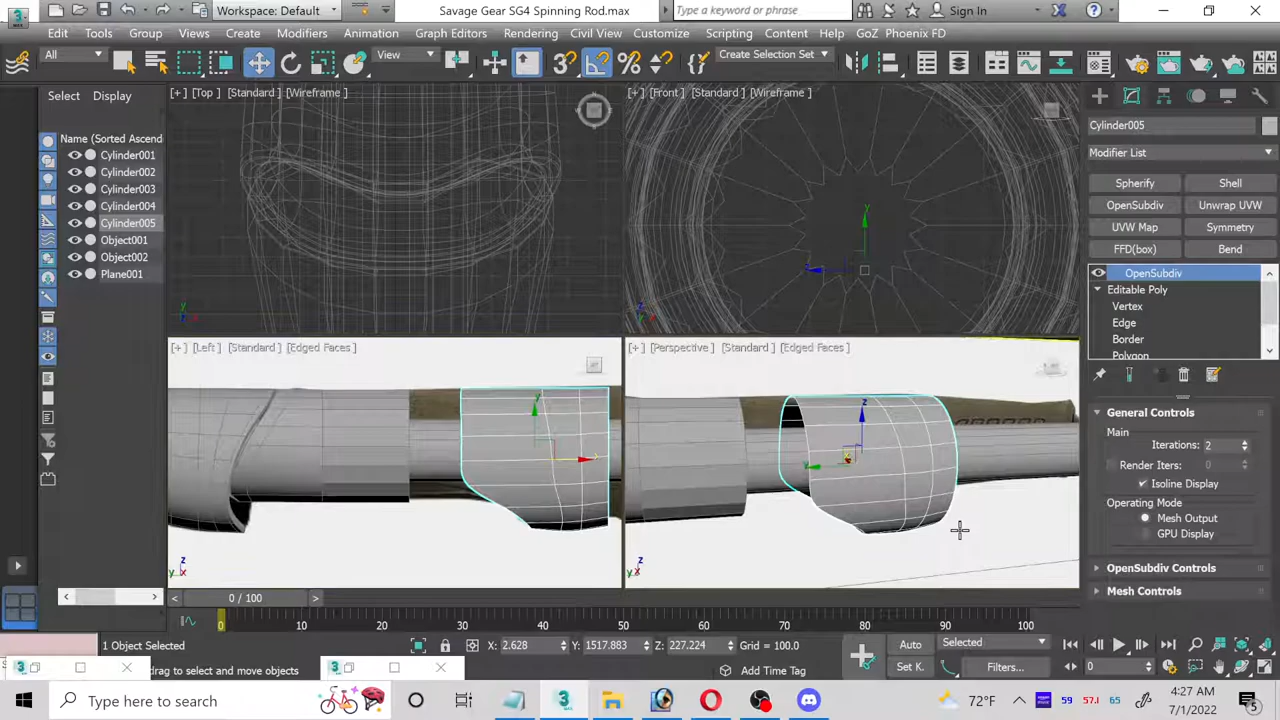 Workspace: Default
Savage Gear SG4 Spinning Rod.max
Type a keyword or phrase
Sign In
File
Edit Tools Group Views Create Modifiers Animation Graph Editors Rendering Civil View Customize Scripting Content Help GoZ Phoenix FD
All
View
Create Selection Set
Select Display
[+] [Top] [Standard] [Wireframe]
[+] [Front] [Standard] [Wireframe]
Name (Sorted Ascend
Cylinder001
Cylinder002
Cylinder003
Cylinder004
Cylinder005
Object001
Object002
Plane001
[+] [Left] [Standard] [Edged Faces]
[+] [Perspective] [Standard] [Edged Faces]
Cylinder005
Modifier List
Spherify Shell
OpenSubdiv Unwrap UVW
UVW Map Symmetry
FFD(box) Bend
OpenSubdiv
Editable Poly
Vertex
Edge
Border
Polygon
General Controls
Main
Iterations: 2
Render Iters: 0
Isoline Display
Operating Mode
Mesh Output
GPU Display
OpenSubdiv Controls
Mesh Controls
0 / 100
0 10 20 30 40 50 60 70 80 90 100
1 Object Selected
X: 2.628 Y: 1517.883 Z: 227.224 Grid = 100.0
Auto Selected
drag to select and move objects
Add Time Tag
Set K. Filters... 0
Type here to search
72°F
59 57.1 65
4:27 AM
7/1/2022
5